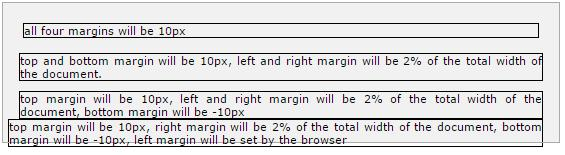 all four margins will be 10px
top and bottom margin will be 10px, left and right margin will be 2% of the total width of
the document.
top margin will be 10px, left and right margin will be 2% of the total width of the
document, bottom margin will be -10px
top margin will be 10px, right margin will be 2% of the total width of the document, bottom
margin will be -10px, left margin will be set by the browser